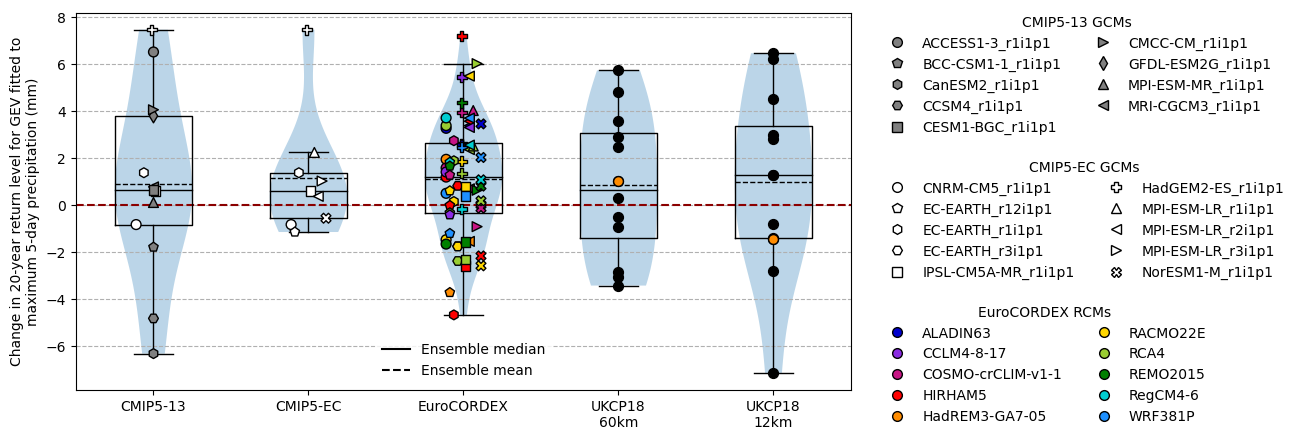 Change in 20-year return level for GEV fitted to
maximum 5-day precipitation (mm)
8
6
4
2
0
−2
−4
−6
CMIP5-13
CMIP5-EC
EuroCORDEX
UKCP18
60km
UKCP18
12km
Ensemble median
Ensemble mean
CMIP5-13 GCMs
ACCESS1-3_r1i1p1
BCC-CSM1-1_r1i1p1
CanESM2_r1i1p1
CCSM4_r1i1p1
CESM1-BGC_r1i1p1
CMCC-CM_r1i1p1
GFDL-ESM2G_r1i1p1
MPI-ESM-MR_r1i1p1
MRI-CGCM3_r1i1p1
CMIP5-EC GCMs
CNRM-CM5_r1i1p1
EC-EARTH_r12i1p1
EC-EARTH_r1i1p1
EC-EARTH_r3i1p1
IPSL-CM5A-MR_r1i1p1
HadGEM2-ES_r1i1p1
MPI-ESM-LR_r1i1p1
MPI-ESM-LR_r2i1p1
MPI-ESM-LR_r3i1p1
NorESM1-M_r1i1p1
EuroCORDEX RCMs
ALADIN63
CCLM4-8-17
COSMO-crCLIM-v1-1
HIRHAM5
HadREM3-GA7-05
RACMO22E
RCA4
REMO2015
RegCM4-6
WRF381P